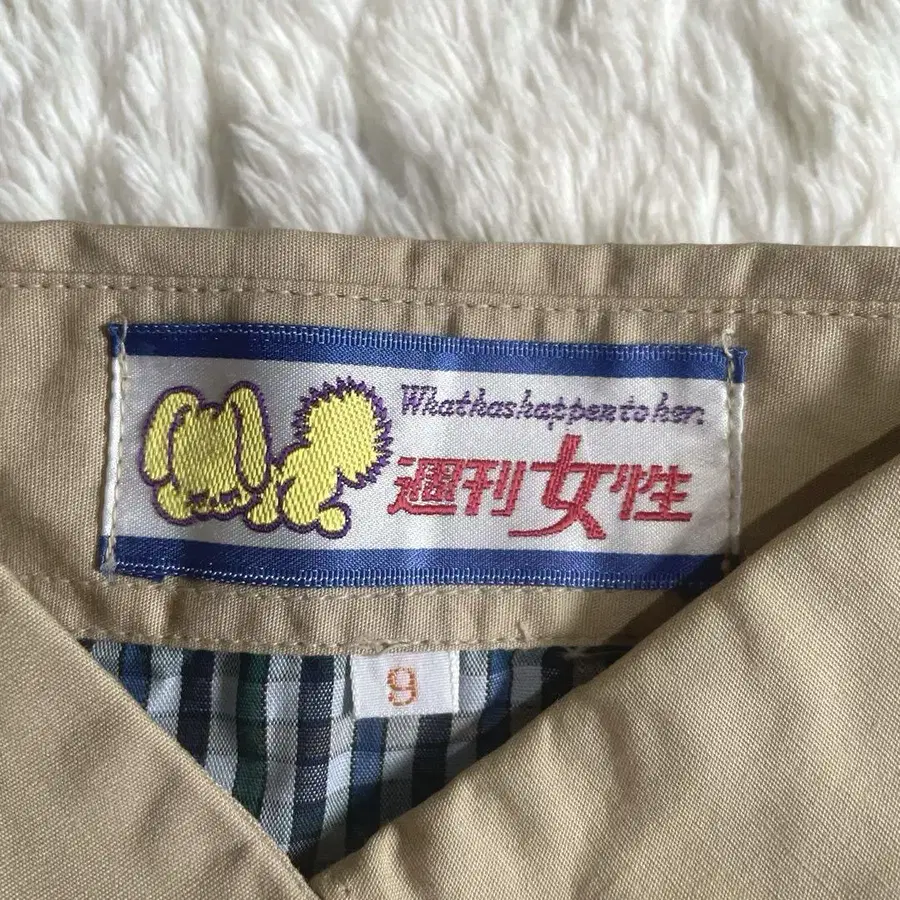 Whathashappentoher.
週刊女性
9